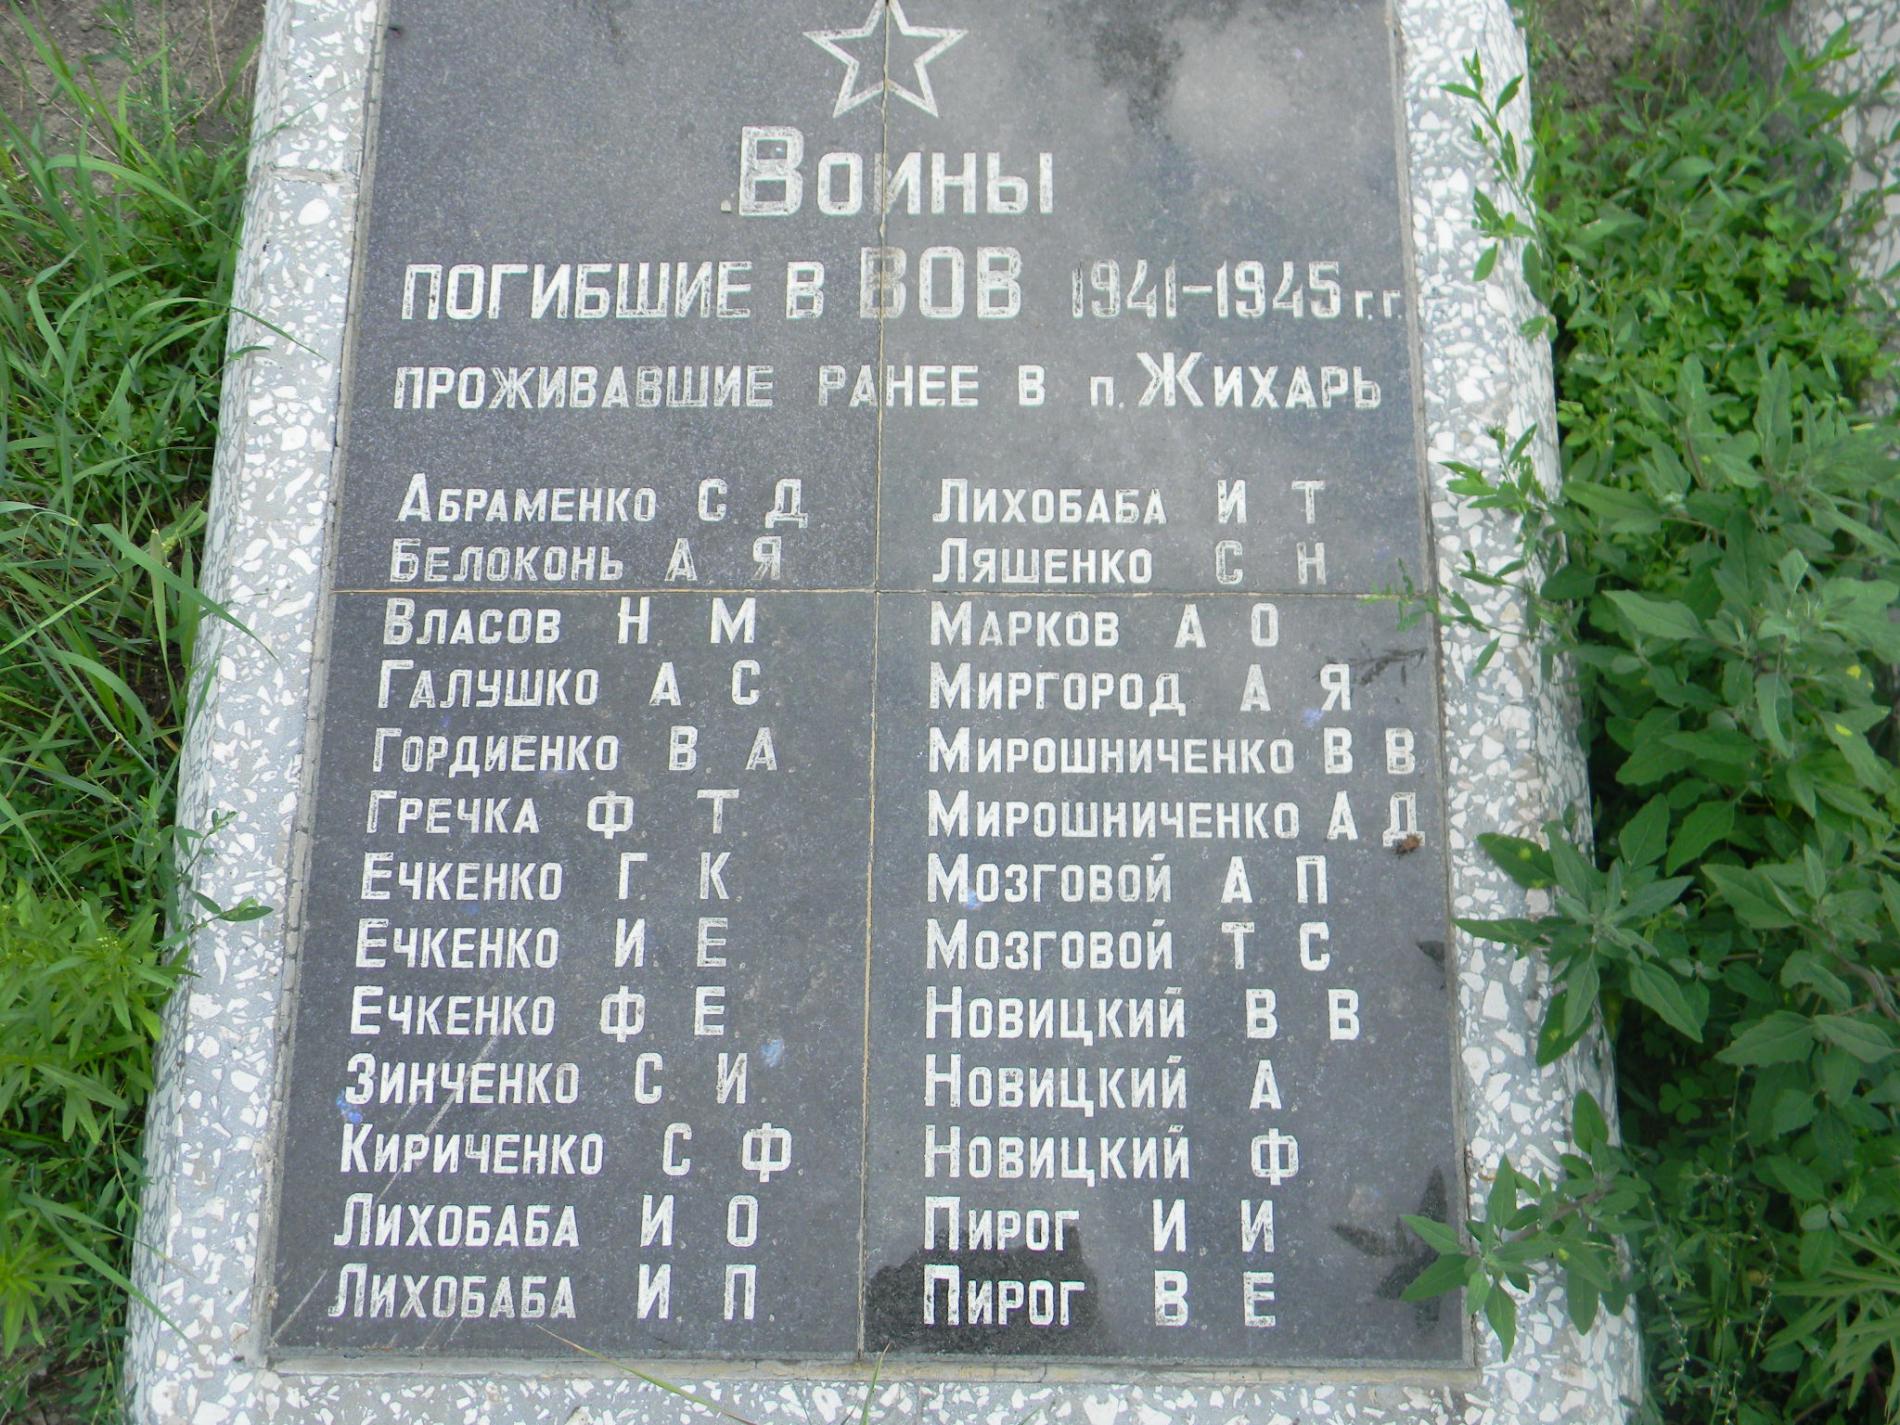 Воины
погибшие в ВОВ 1941-1945 г.г.
проживавшие ранее в п. Жихарь
Абраменко С Д
Белоконь А Я
Власов Н М
Галушко А С
Гордиенко В А
Гречка Ф Т
Ечкенко Г К
Ечкенко И Е
Ечкенко Ф Е
Зинченко С И
Кириченко С Ф
Лихобаба И О
Лихобаба И П
Лихобаба И Т
Ляшенко С Н
Марков А О
Миргород А Я
Мирошниченко В В
Мирошниченко А Д
Мозговой А П
Мозговой Т С
Новицкий В В
Новицкий А
Новицкий Ф
Пирог И И
Пирог В Е